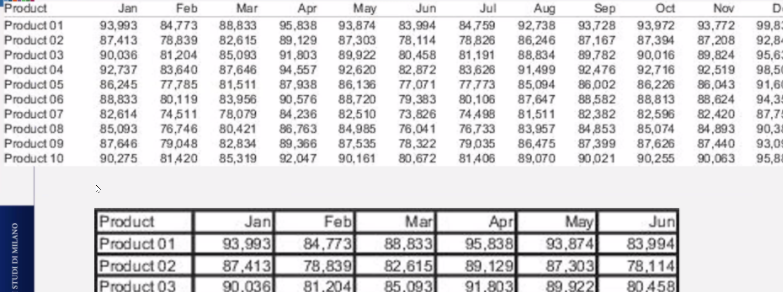 Product Jan Feb Mar Apr May Jun Jul Aug Sep Oct Nov
Product 01 93,993 84,773 88,833 95,838 93,874 83,994 84,759 92,738 93,728 93,972 93,772 99,8
Product 02 87,413 78,839 82,615 89,129 87,303 78,114 78,826 86,246 87,167 87,394 87,208 92,8
Product 03 90,036 81,204 85,093 91,803 89,922 80,458 81,191 88,834 89,782 90,016 89,824 95,6
Product 04 92,737 83,640 87,646 94,557 92,620 82,872 83,626 91,499 92,476 92,716 92,519 98,5
Product 05 86,245 77,785 81,511 87,938 86,136 77,071 77,773 85,094 86,002 86,226 86,043 91,6
Product 06 88,833 80,119 83,956 90,576 88,720 79,383 80,106 87,647 88,582 88,813 88,624 94,3
Product 07 82,614 74,511 78,079 84,236 82,510 73,826 74,498 81,511 82,382 82,596 82,420 87,7
Product 08 85,093 76,746 80,421 86,763 84,985 76,041 76,733 83,957 84,853 85,074 84,893 90,3
Product 09 87,646 79,048 82,834 89,366 87,535 78,322 79,035 86,475 87,399 87,626 87,440 93,0
Product 10 90,275 81,420 85,319 92,047 90,161 80,672 81,406 89,070 90,021 90,255 90,063 95,8
Product Jan Feb Mar Apr May Jun
Product 01 93,993 84,773 88,833 95,838 93,874 83,994
Product 02 87,413 78,839 82,615 89,129 87,303 78,114
Product 03 90,036 81,204 85,093 91,803 89,922 80,458
STUDI DI MILANO